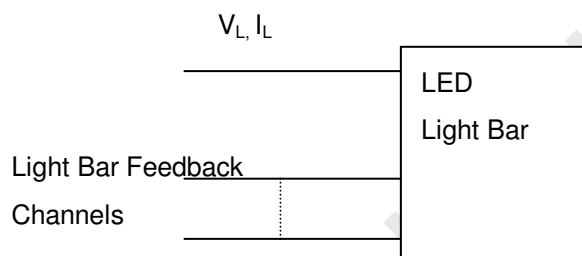 V_L, I_L
LED
Light Bar
Light Bar Feedback
Channels